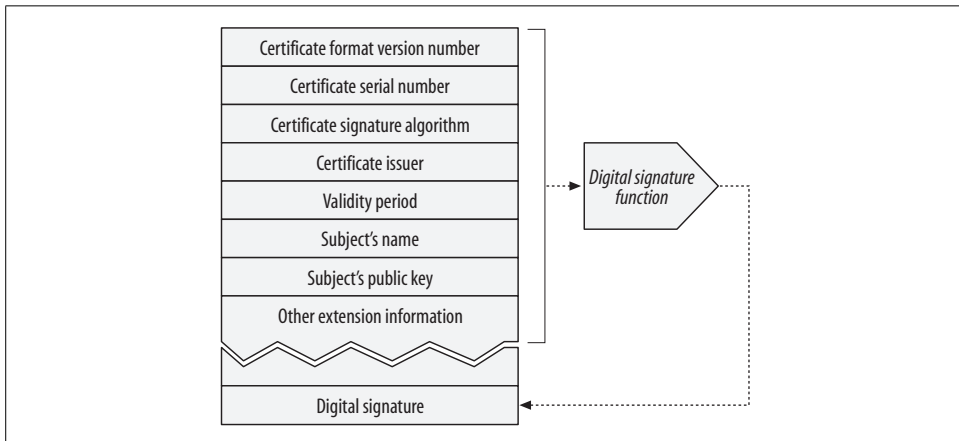 Certificate format version number
Certificate serial number
Certificate signature algorithm
Certificate issuer
Validity period
Subject’s name
Subject’s public key
Other extension information
Digital signature
function
Digital signature